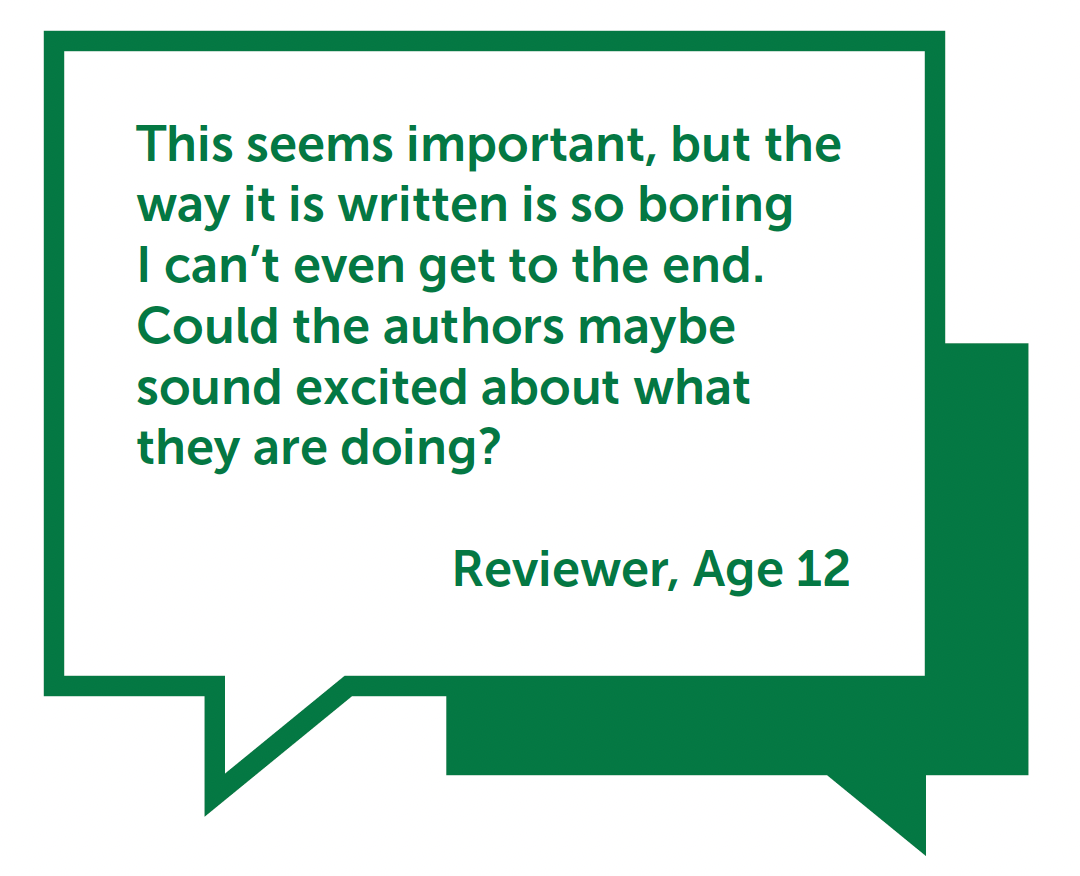 This seems important, but the
way it is written is so boring
I can’t even get to the end.
Could the authors maybe
sound excited about what
they are doing?
Reviewer, Age 12